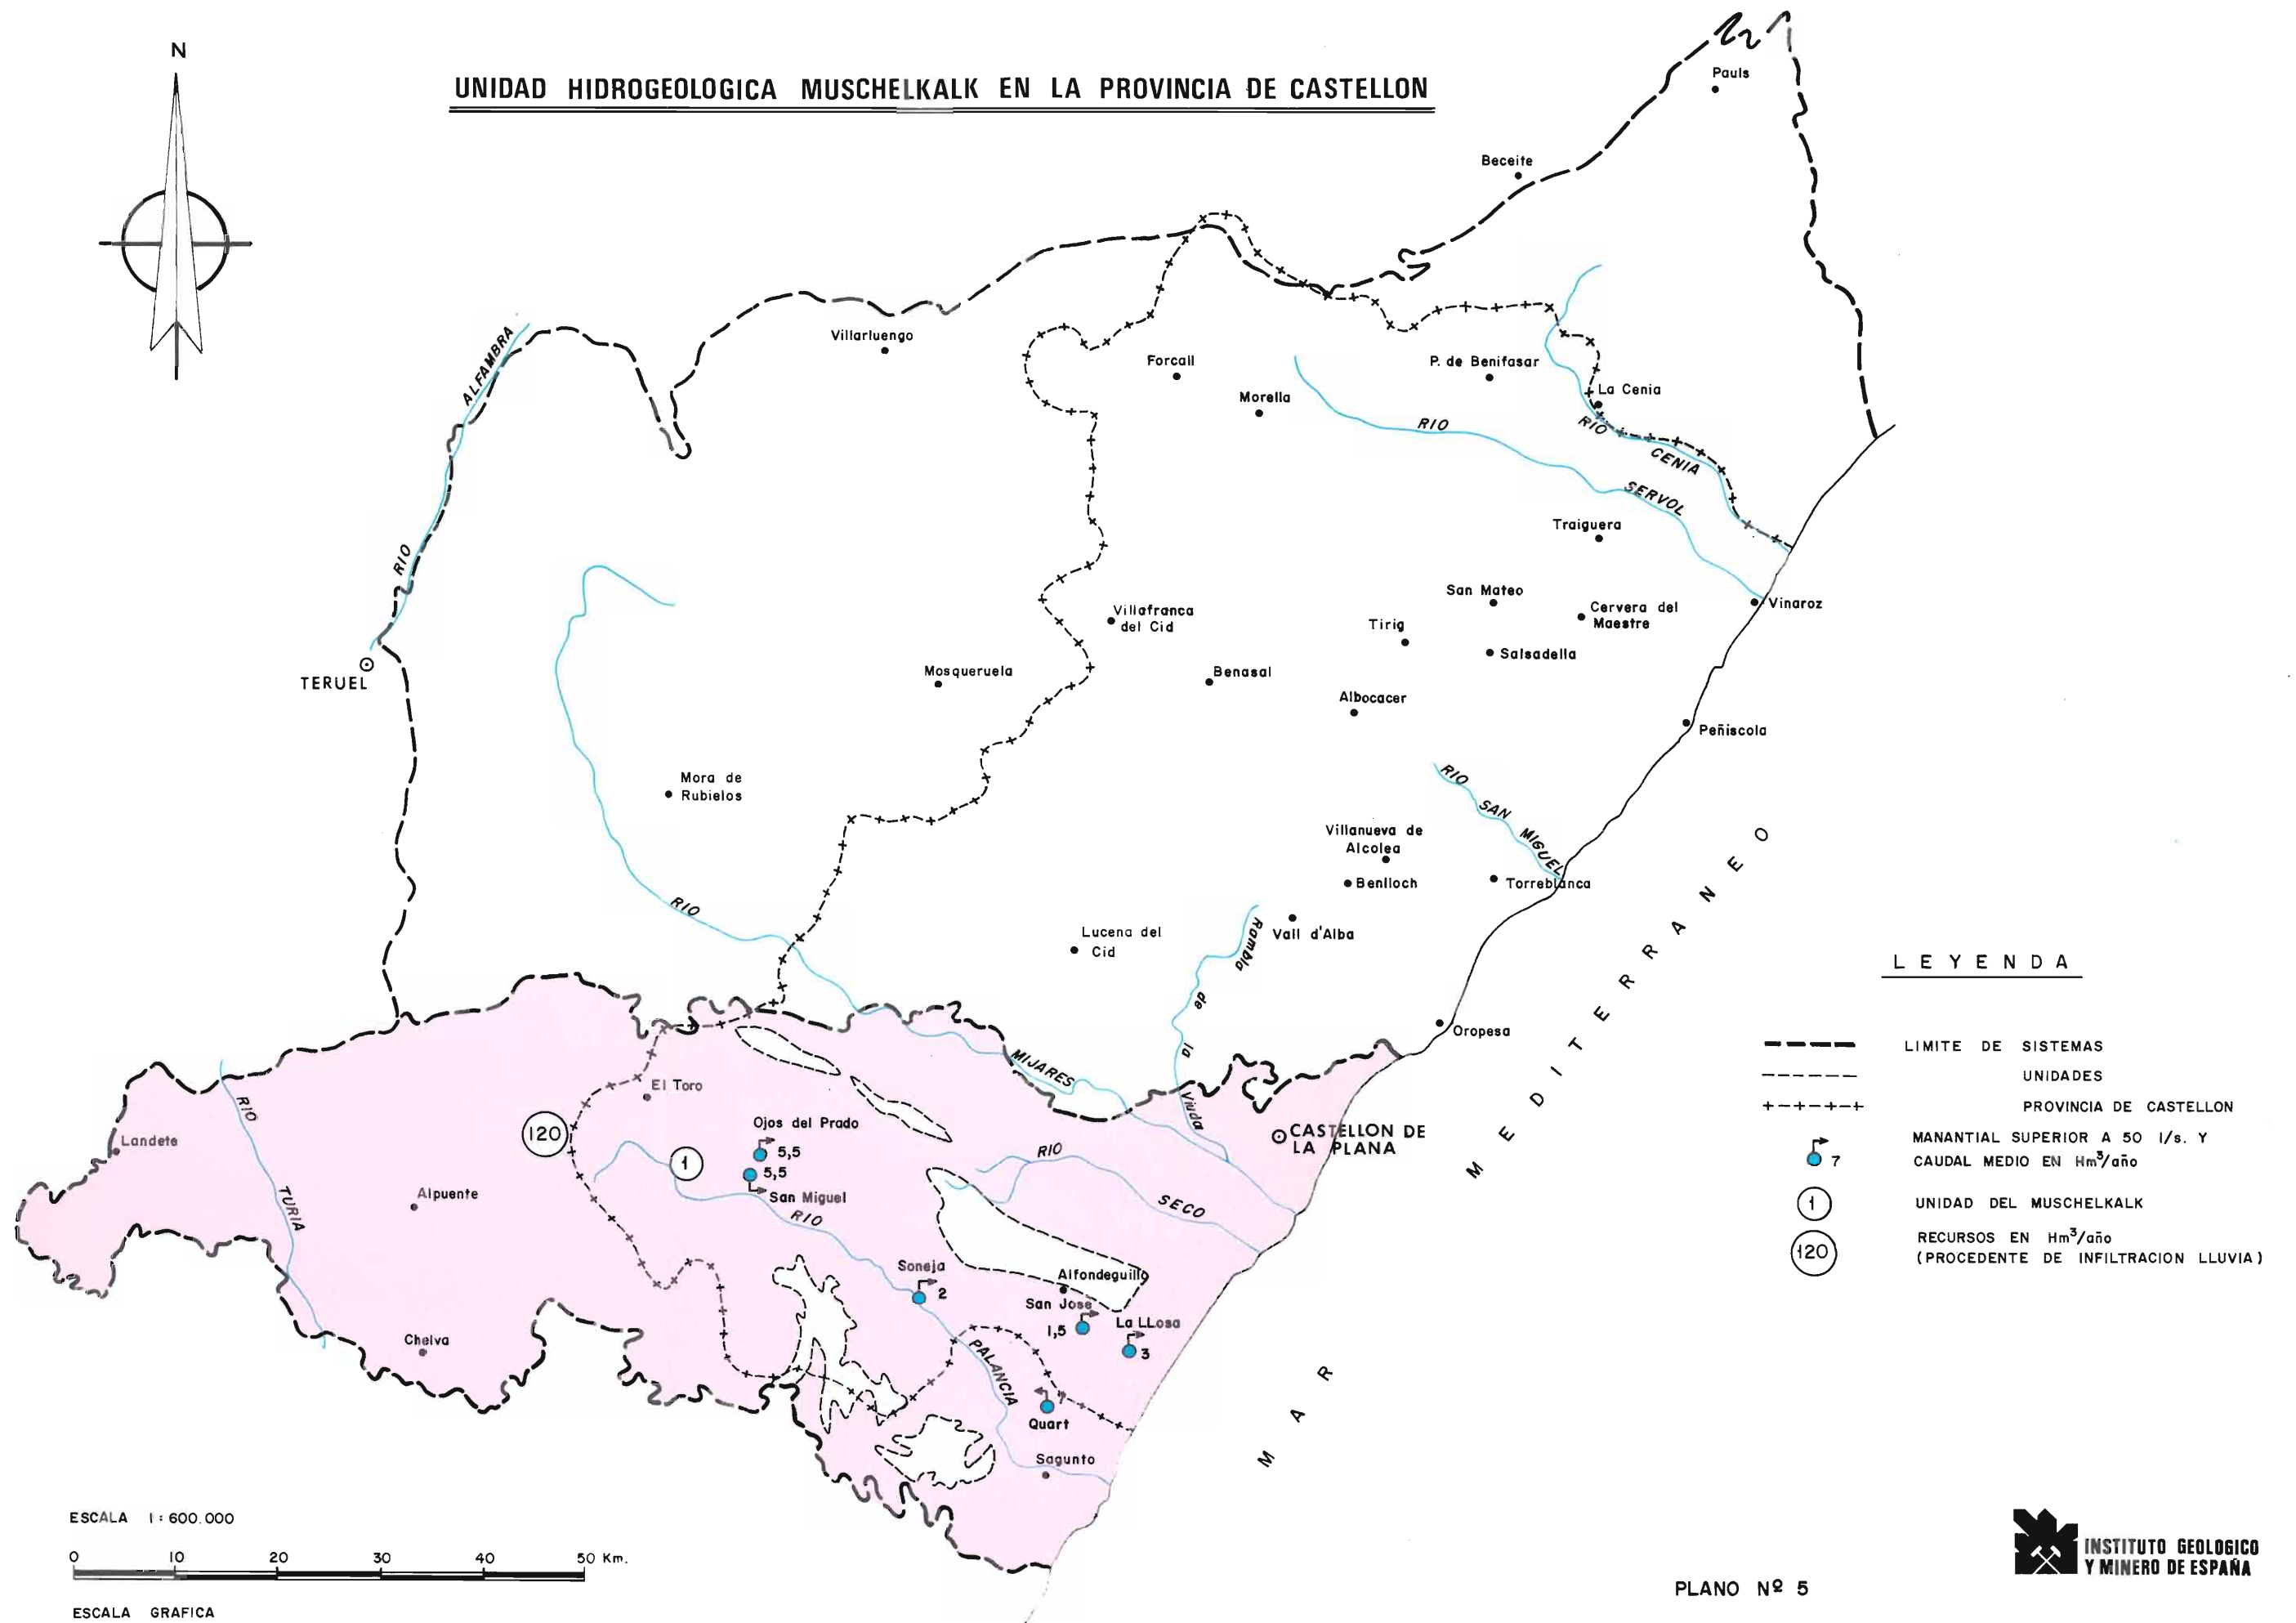 N
UNIDAD HIDROGEOLOGICA MUSCHELKALK EN LA PROVINCIA DE CASTELLON
Pauls
Beceite
ALFAMBRA
RIO
Villarluengo
Forcall
Morella
P. de Benifasar
La Cenia
RIO
CENIA
RIO
SERVOL
Traiguera
San Mateo
Cervera del
Maestre
Vinaroz
Tirig
Salsadella
Villafranca
del Cid
TERUEL
Mosqueruela
Benasal
Albocacer
Peñiscola
Mora de
Rubielos
RIO
SAN MIGUEL
Villanueva de
Alcolea
Benlloch
Torreblanca
RIO
Lucena del
Cid
Vall d'Alba
Rambla
de
la
Viuda
Oropesa
MIJARES
MAR MEDITERRANEO
El Toro
120
1
Ojos del Prado
5,5
5,5
San Miguel
Landete
RIO
TURIA
Alpuente
CASTELLON DE
LA PLANA
RIO
SECO
RIO
PALANCIA
Soneja
2
Alfondeguilla
San Jose
1,5
La LLosa
3
Chelva
7
Quart
Sagunto
LEYENDA
LIMITE DE SISTEMAS
UNIDADES
PROVINCIA DE CASTELLON
7
MANANTIAL SUPERIOR A 50 l/s. Y
CAUDAL MEDIO EN Hm³/año
1
UNIDAD DEL MUSCHELKALK
120
RECURSOS EN Hm³/año
(PROCEDENTE DE INFILTRACION LLUVIA)
ESCALA 1:600.000
0 10 20 30 40 50 Km.
ESCALA GRAFICA
PLANO Nº 5
INSTITUTO GEOLOGICO
Y MINERO DE ESPAÑA